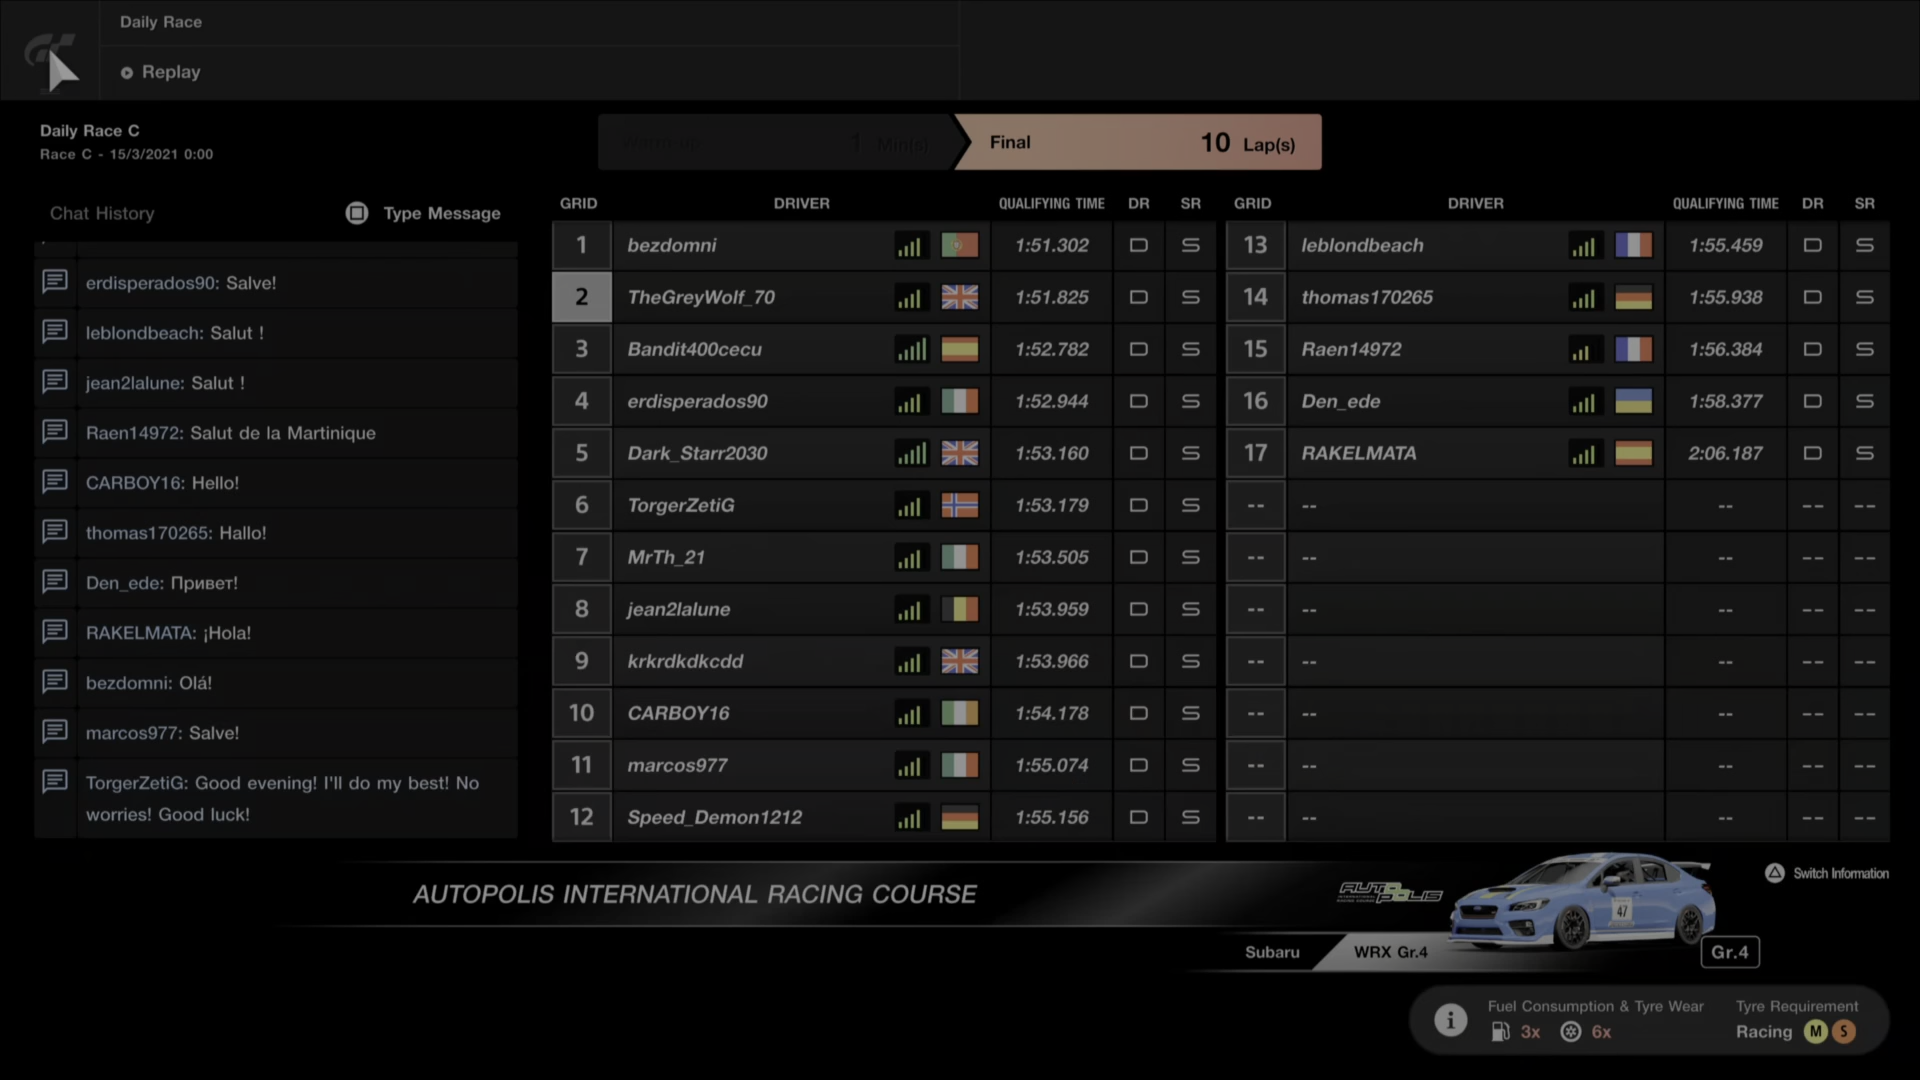 Daily Race
Replay
Daily Race C
Race C - 15/3/2021 0:00
1 Min(s)
Final 10 Lap(s)
Chat History Type Message
erdisperados90: Salve!
leblondbeach: Salut !
jean2lalune: Salut !
Raen14972: Salut de la Martinique
CARBOY16: Hello!
thomas170265: Hallo!
Den_ede: Привет!
RAKELMATA: ¡Hola!
bezdomni: Olá!
marcos977: Salve!
TorgerZetiG: Good evening! I'll do my best! No
worries! Good luck!
GRID DRIVER QUALIFYING TIME DR SR
1 bezdomni 1:51.302 D S
2 TheGreyWolf_70 1:51.825 D S
3 Bandit400cecu 1:52.782 D S
4 erdisperados90 1:52.944 D S
5 Dark_Starr2030 1:53.160 D S
6 TorgerZetiG 1:53.179 D S
7 MrTh_21 1:53.505 D S
8 jean2lalune 1:53.959 D S
9 krkrdkdkcdd 1:53.966 D S
10 CARBOY16 1:54.178 D S
11 marcos977 1:55.074 D S
12 Speed_Demon1212 1:55.156 D S
GRID DRIVER QUALIFYING TIME DR SR
13 leblondbeach 1:55.459 D S
14 thomas170265 1:55.938 D S
15 Raen14972 1:56.384 D S
16 Den_ede 1:58.377 D S
17 RAKELMATA 2:06.187 D S
-- -- -- -- --
-- -- -- -- --
-- -- -- -- --
-- -- -- -- --
-- -- -- -- --
-- -- -- -- --
-- -- -- -- --
AUTOPOLIS INTERNATIONAL RACING COURSE
AUTOPOLIS
47
Switch Information
Subaru WRX Gr.4
Gr.4
Fuel Consumption & Tyre Wear
3x 6x
Tyre Requirement
Racing M S